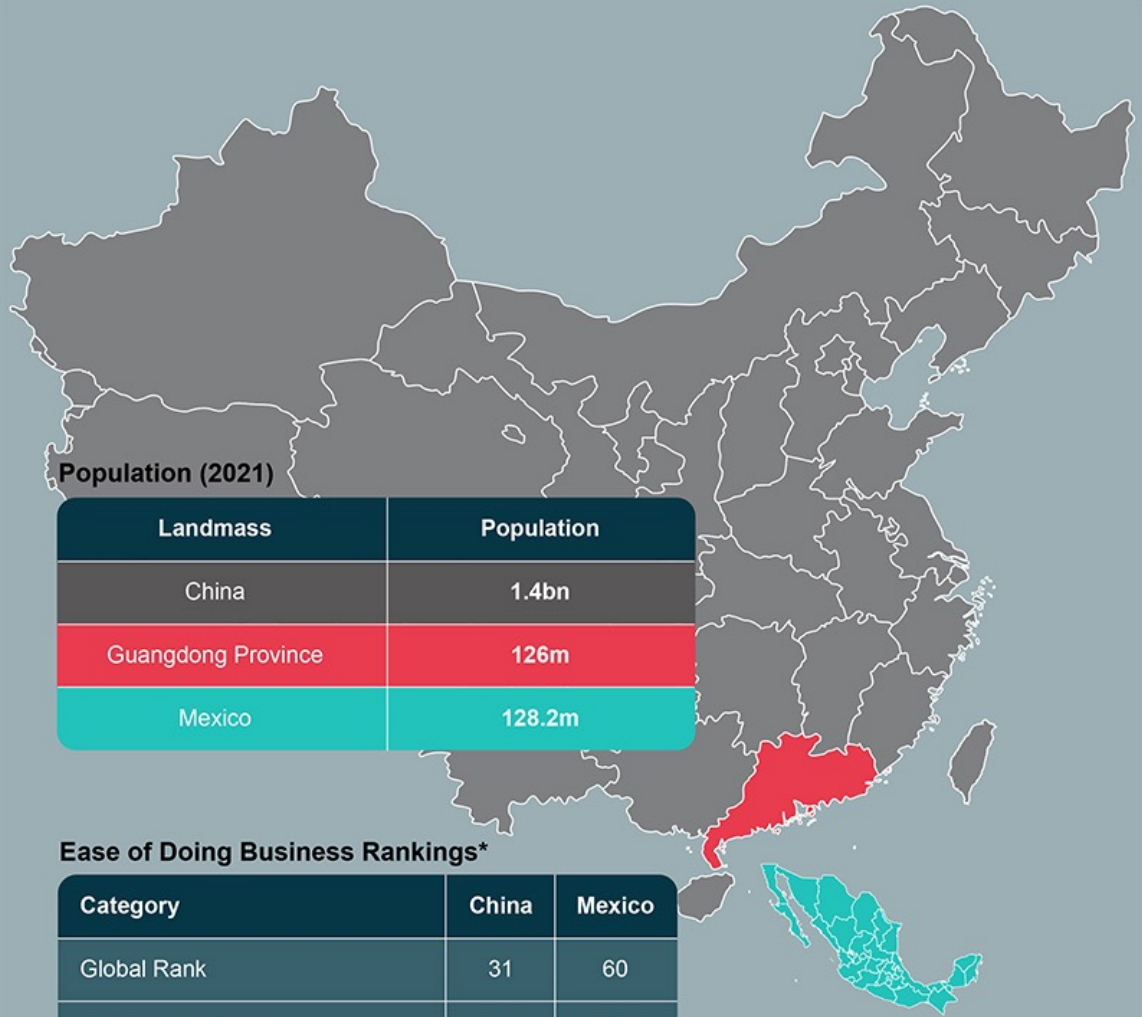 Population (2021)
Landmass Population
China 1.4bn
Guangdong Province 126m
Mexico 128.2m
Ease of Doing Business Rankings*
Category China Mexico
Global Rank 31 60